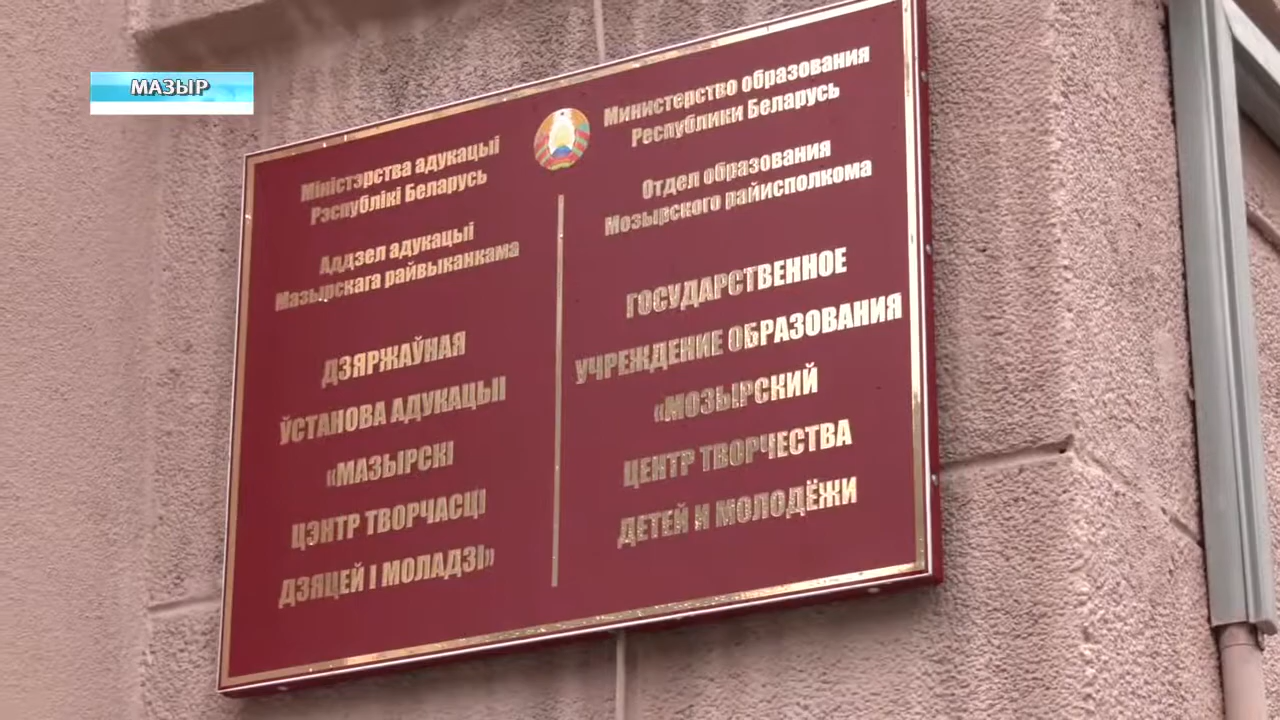 МАЗЫР
Міністэрства адукацыі
Рэспублікі Беларусь
Аддзел адукацыі
Мазырскага райвыканкама
ДЗЯРЖАЎНАЯ
ЎСТАНОВА АДУКАЦЫІ
«МАЗЫРСКІ
ЦЭНТР ТВОРЧАСЦІ
ДЗЯЦЕЙ І МОЛАДЗІ»
Министерство образования
Республики Беларусь
Отдел образования
Мозырского райисполкома
ГОСУДАРСТВЕННОЕ
УЧРЕЖДЕНИЕ ОБРАЗОВАНИЯ
«МОЗЫРСКИЙ
ЦЕНТР ТВОРЧЕСТВА
ДЕТЕЙ И МОЛОДЁЖИ